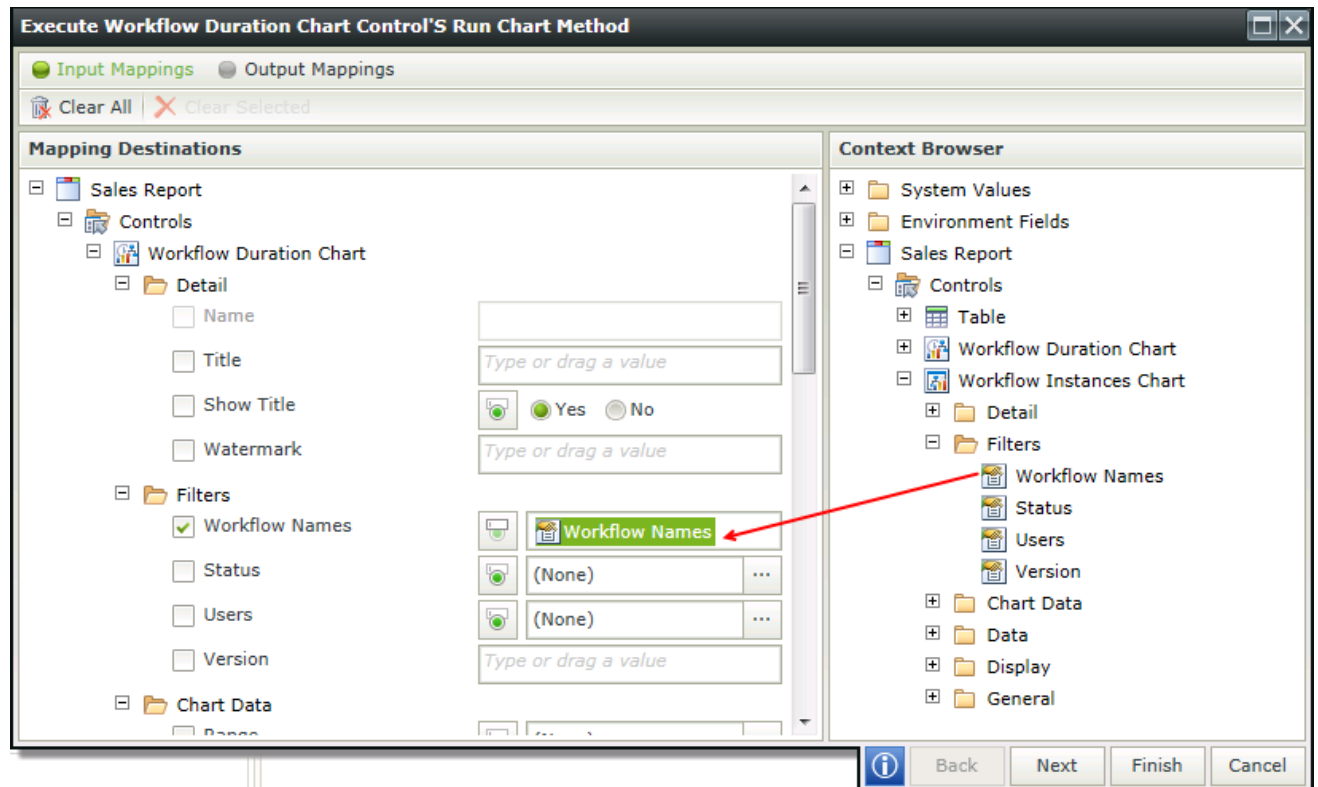 Execute Workflow Duration Chart Control'S Run Chart Method
Input Mappings Output Mappings
Clear All Clear Selected
Mapping Destinations
Sales Report
Controls
Workflow Duration Chart
Detail
Name
Title Type or drag a value
Show Title Yes No
Watermark Type or drag a value
Filters
Workflow Names Workflow Names
Status (None) ...
Users (None) ...
Version Type or drag a value
Chart Data
Range
Context Browser
System Values
Environment Fields
Sales Report
Controls
Table
Workflow Duration Chart
Workflow Instances Chart
Detail
Filters
Workflow Names
Status
Users
Version
Chart Data
Data
Display
General
Back Next Finish Cancel